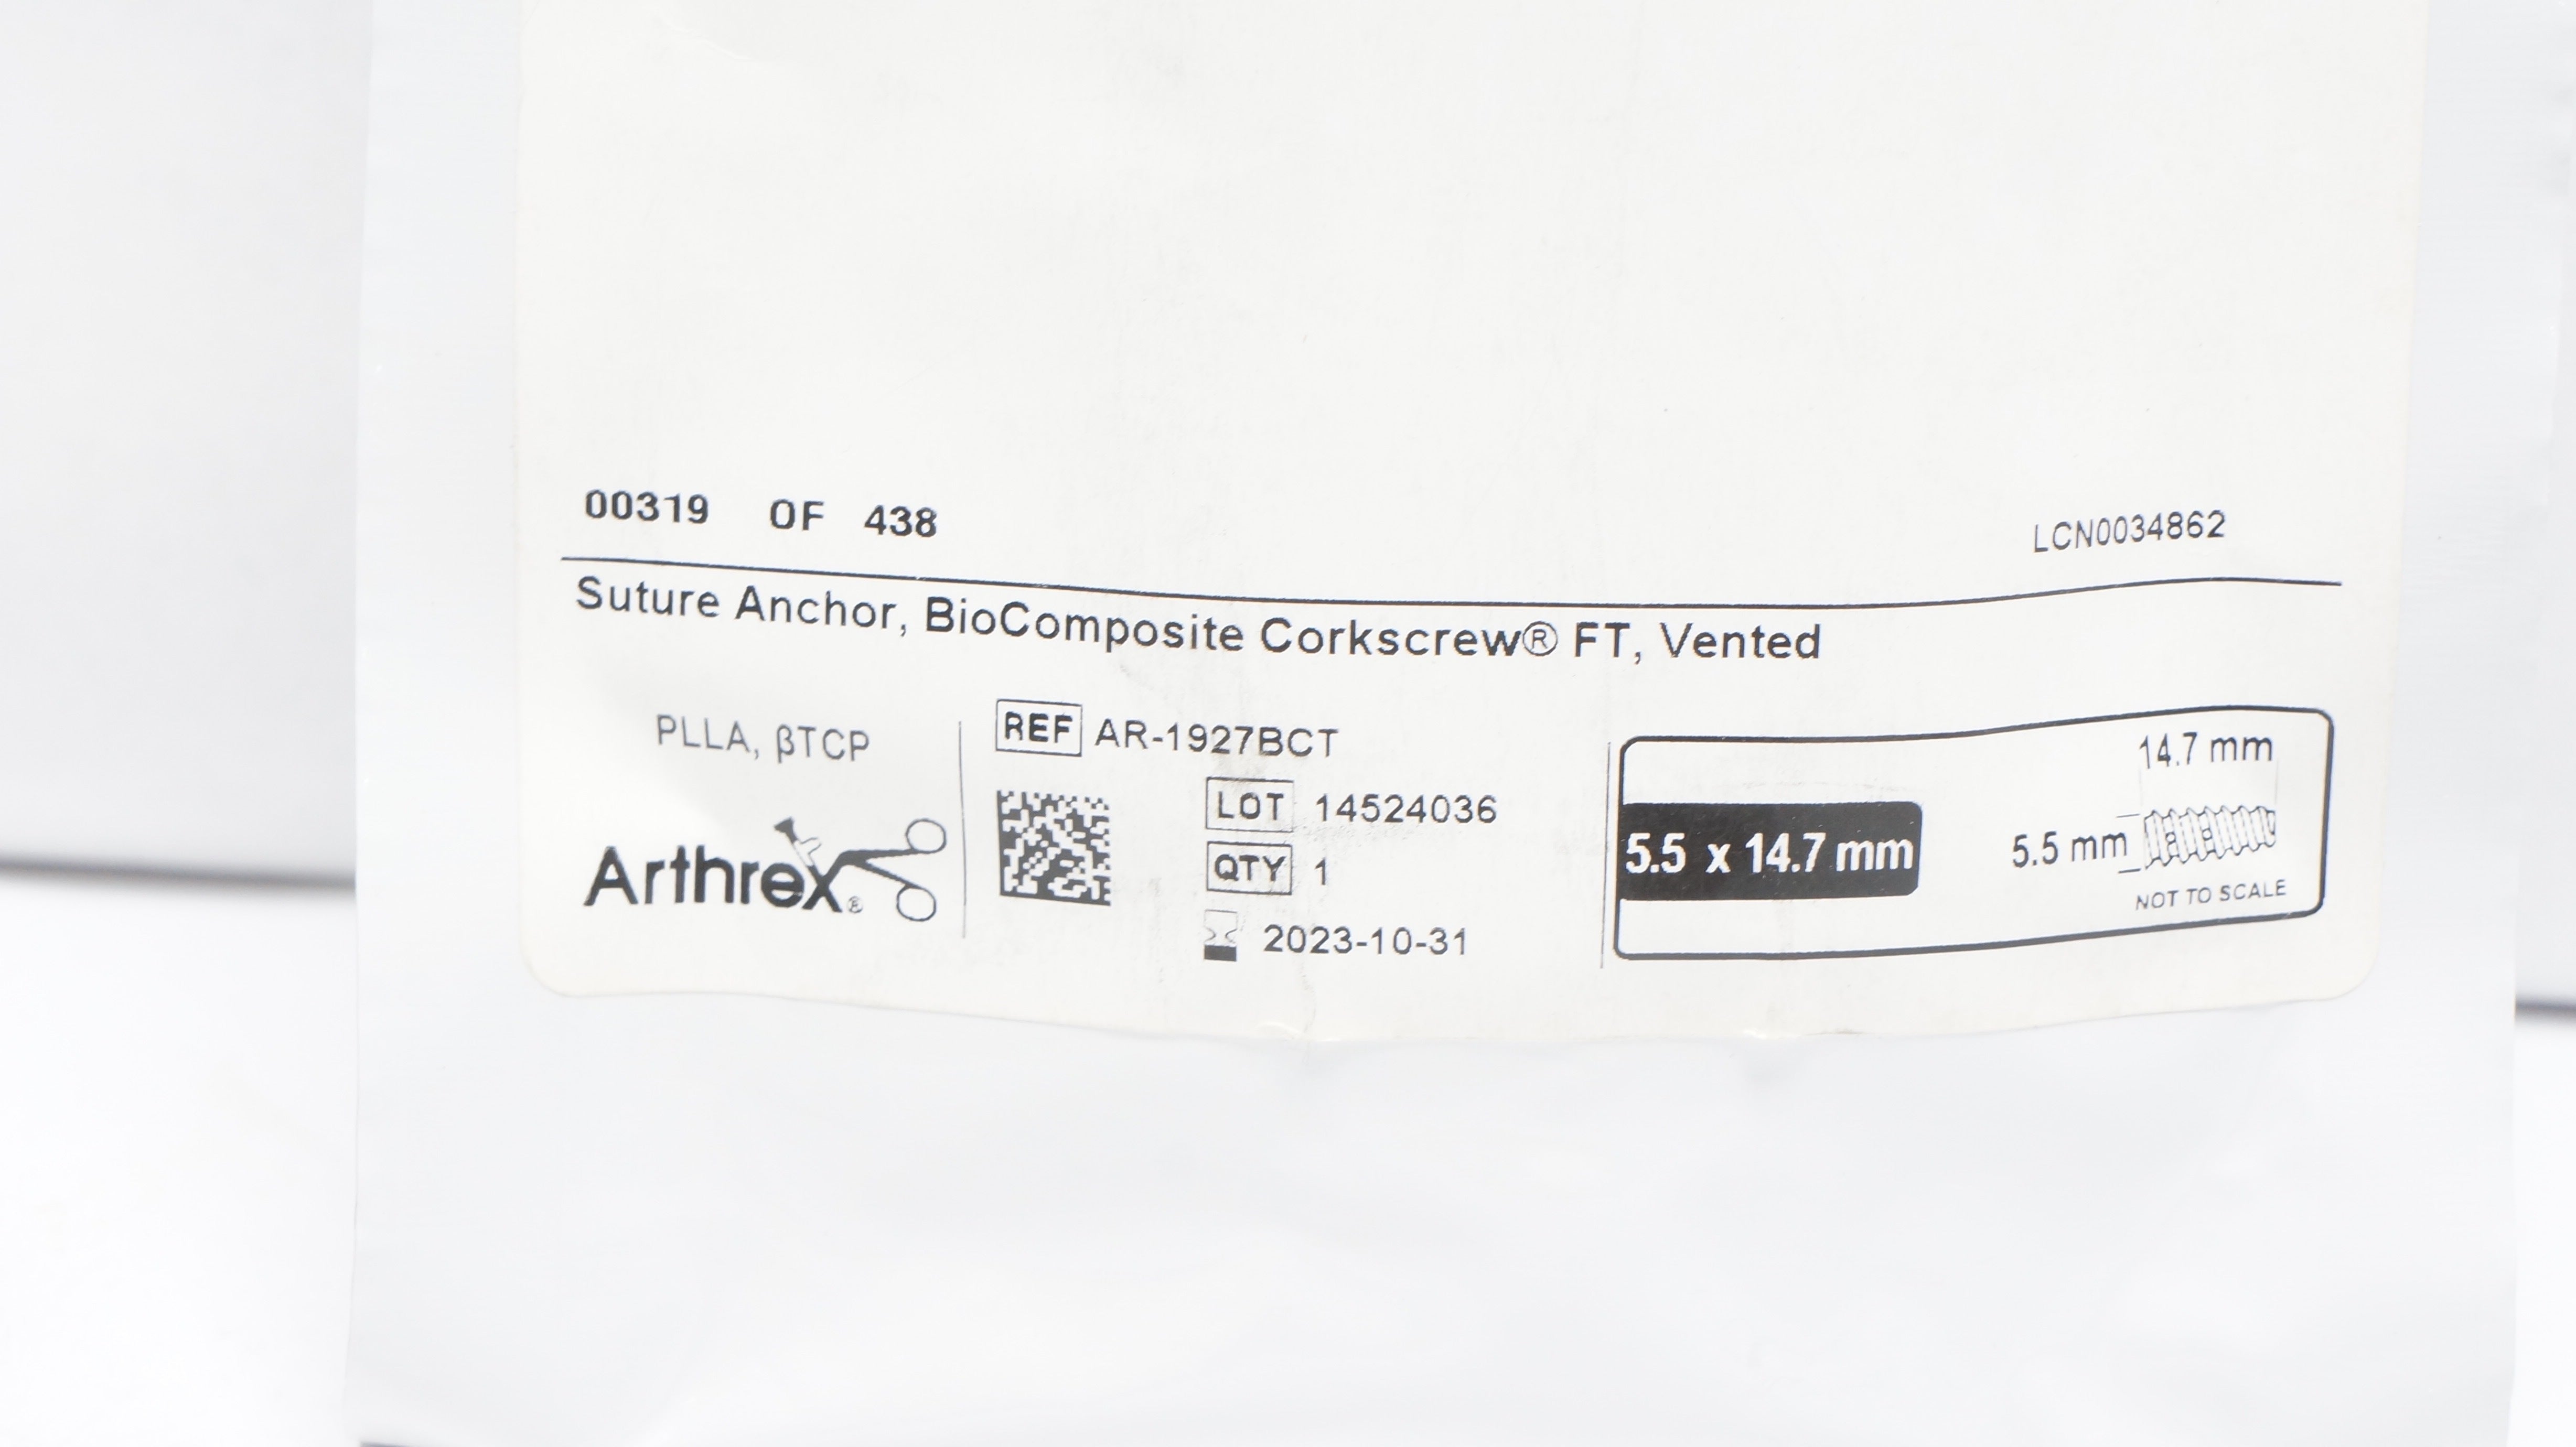 00319 OF 438
LCN0034862
Suture Anchor, BioComposite Corkscrew® FT, Vented
PLLA, βTCP
Arthrex®
REF AR-1927BCT
LOT 14524036
QTY 1
2023-10-31
5.5 x 14.7 mm
14.7 mm
5.5 mm
NOT TO SCALE